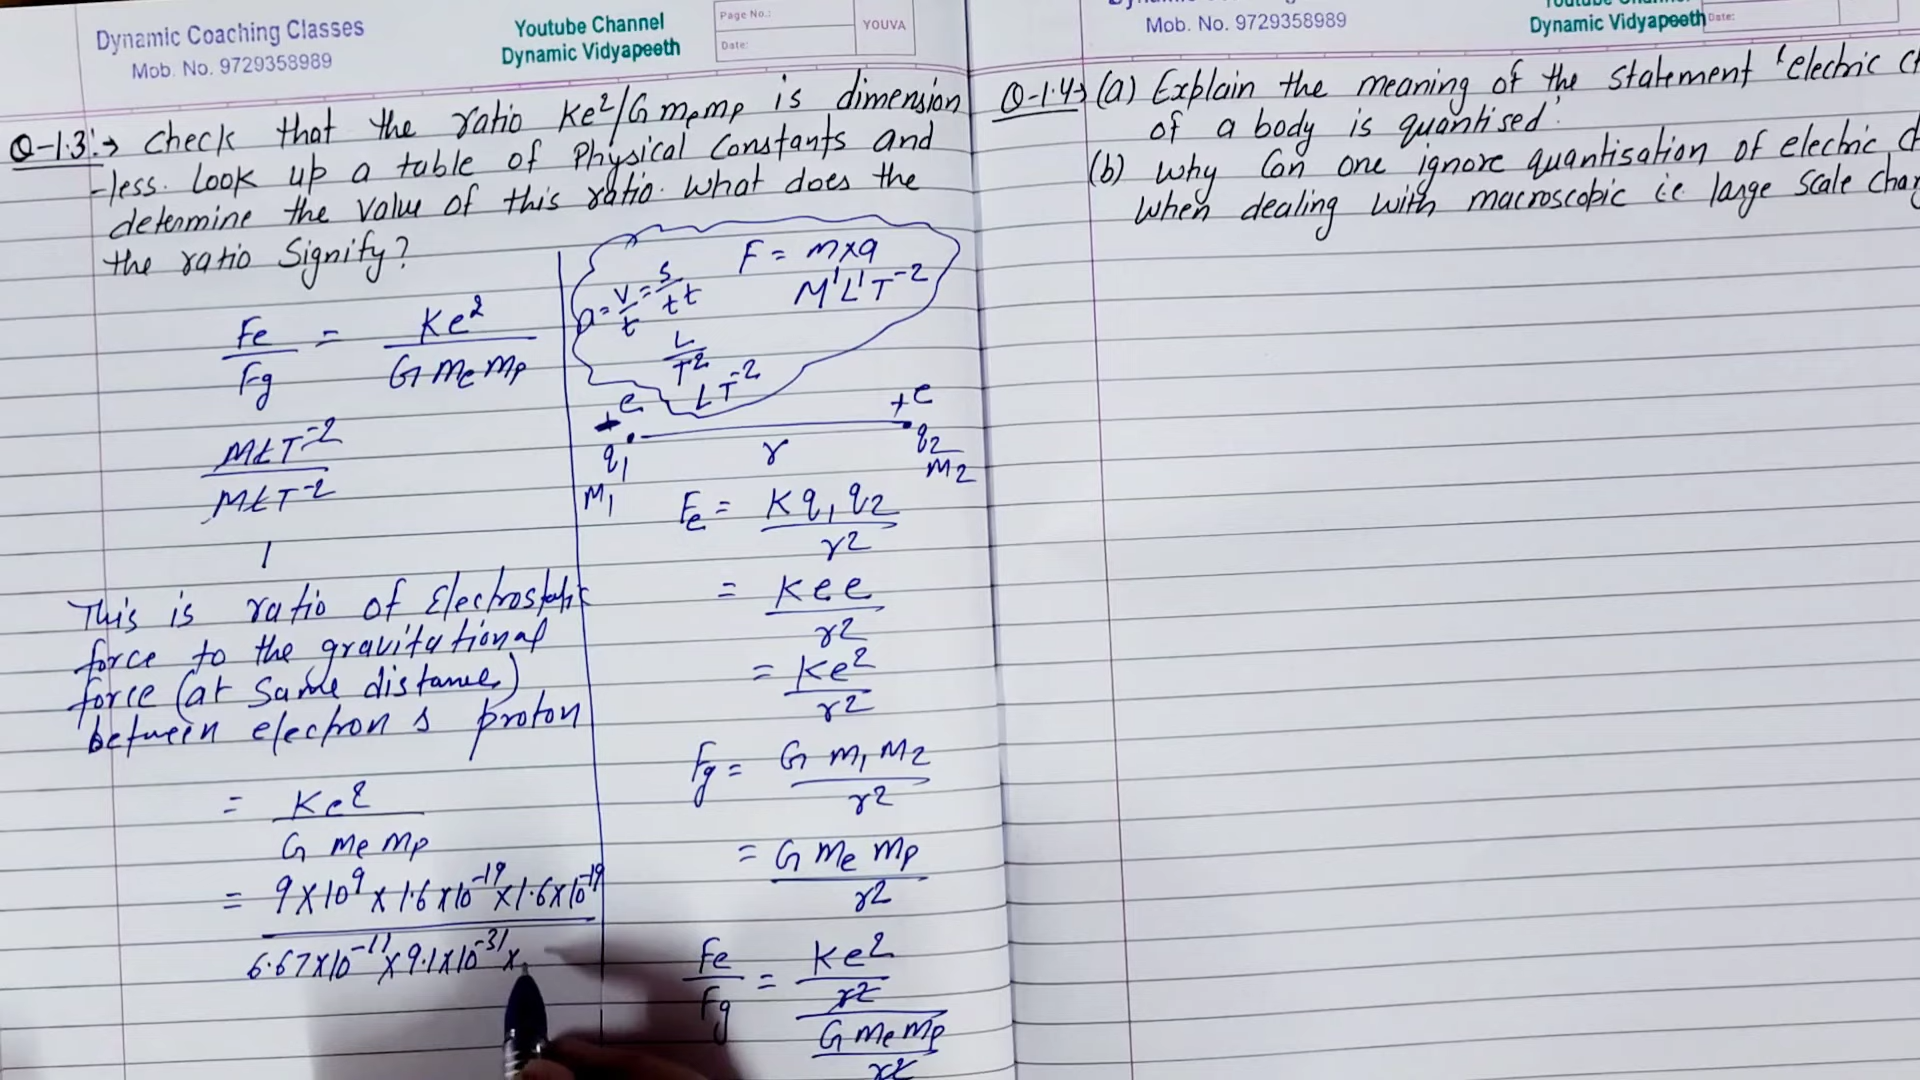 Dynamic Coaching Classes
Mob. No. 9729358989
Youtube Channel
Dynamic Vidyapeeth
Page No.:
Date:
YOUVA
Q-1.3:→ Check that the ratio Ke²/G me mp is dimension
-less. Look up a table of Physical Constants and
determine the value of this ratio. What does the
the ratio Signify?
Fe/Fg = Ke²/G me mp
MLT⁻²/MLT⁻²
1
This is ratio of Electrostatic
force to the gravitational
force (at same distance)
between electron & proton
= Ke²/G me mp
= 9×10⁹×1.6×10⁻¹⁹×1.6×10⁻¹⁹
6.67×10⁻¹¹×9.1×10⁻³¹×
F = m×a
M¹L¹T⁻²
a = v/t = s/t t
L/T²
LT⁻²
e +e
q1 r q2
M1 M2
Fe = K q1 q2/r²
= K e e/r²
= Ke²/r²
Fg = G m1 m2/r²
= G me mp/r²
Fe/Fg = Ke²/r²
G me mp/r²
Mob. No. 9729358989
Dynamic Vidyapeeth
Date:
Q-1.4→ (a) Explain the meaning of the statement 'electric
of a body is quantised'.
(b) Why Can one ignore quantisation of electric
When dealing with macroscopic i.e. large scale